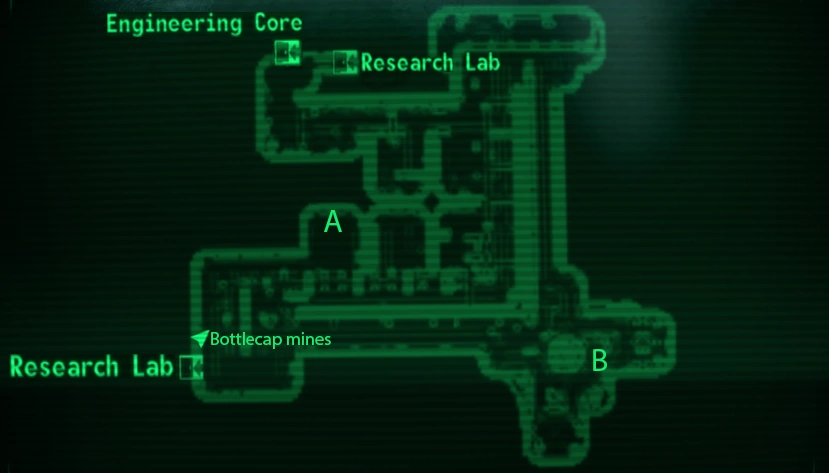 Engineering Core
Research Lab
A
Bottlecap mines
Research Lab
B